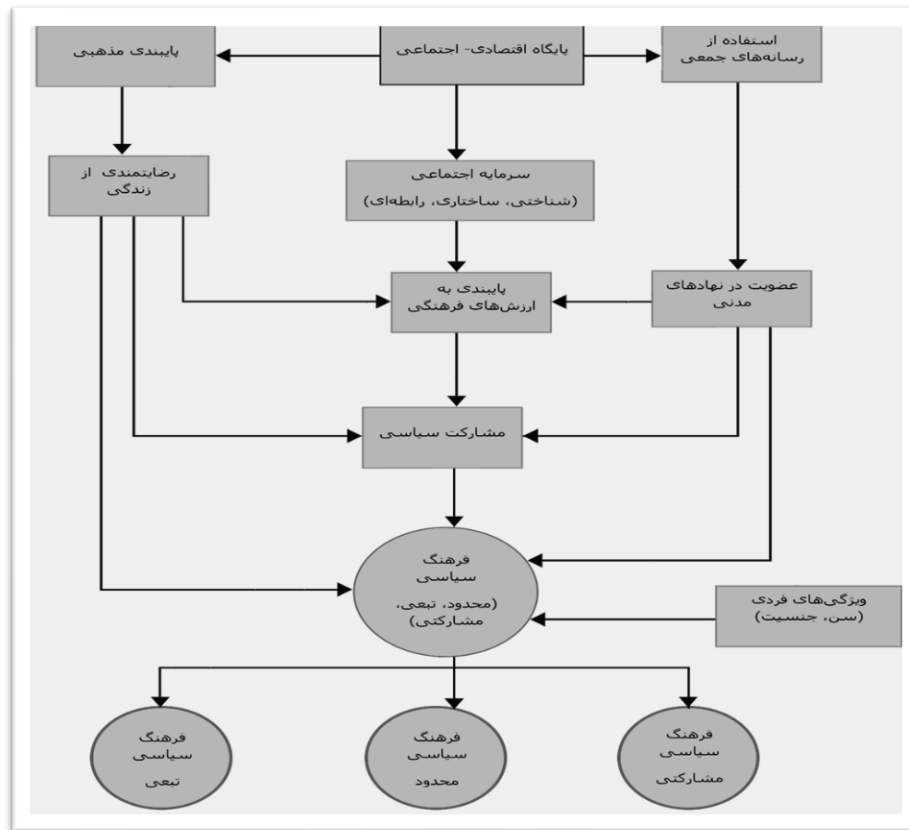 استفاده از
رسانه‌های جمعی
پایگاه اقتصادی- اجتماعی
پایبندی مذهبی
سرمایه اجتماعی
(شناختی، ساختاری، رابطه‌ای)
رضایتمندی از
زندگی
عضویت در نهادهای
مدنی
پایبندی به
ارزش‌های فرهنگی
مشارکت سیاسی
فرهنگ
سیاسی
(محدود، تبعی،
مشارکتی)
ویژگی‌های فردی
(سن، جنسیت)
فرهنگ
سیاسی
مشارکتی
فرهنگ
سیاسی
محدود
فرهنگ
سیاسی
تبعی